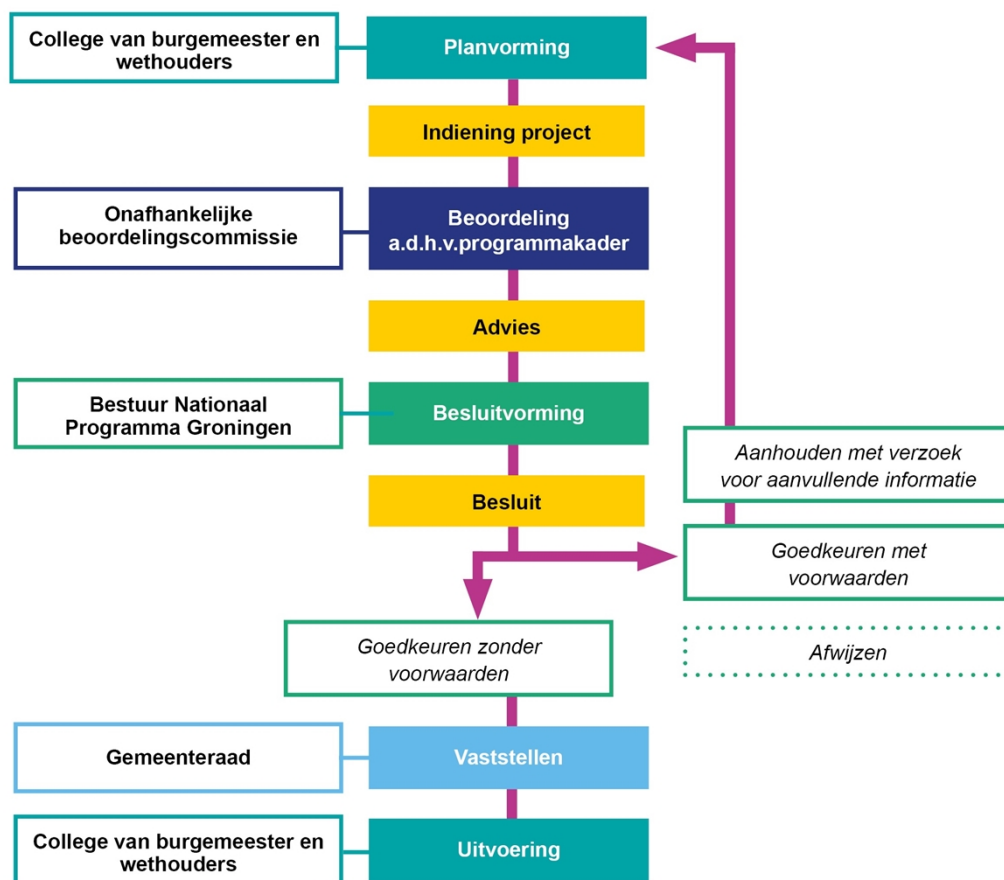 College van burgemeester en
wethouders
Planvorming
Indiening project
Onafhankelijke
beoordelingscommissie
Beoordeling
a.d.h.v.programmakader
Advies
Bestuur Nationaal
Programma Groningen
Besluitvorming
Aanhouden met verzoek
voor aanvullende informatie
Besluit
Goedkeuren met
voorwaarden
Goedkeuren zonder
voorwaarden
Afwijzen
Gemeenteraad
Vaststellen
College van burgemeester en
wethouders
Uitvoering